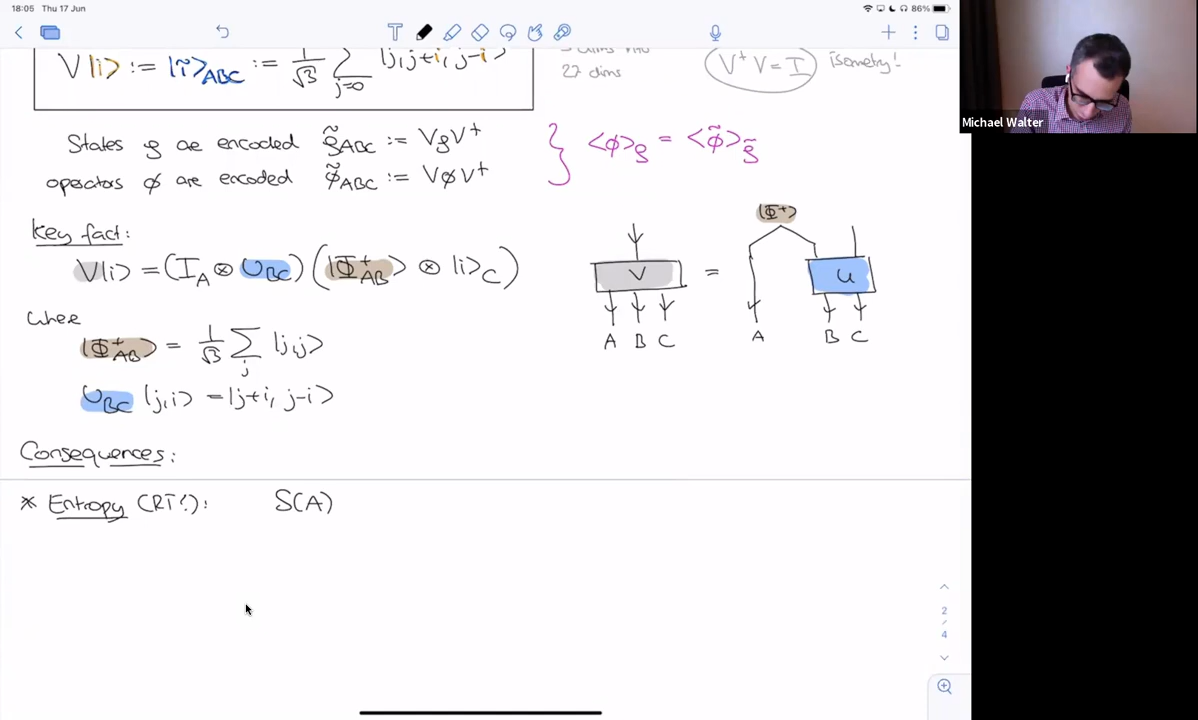 18:05 Thu 17 Jun
86%
V|i> := |ĩ>ABC := 1/√3 ∑j=0 |j, j+i, j-i>
27 dims
V†V = I isometry!
States ρ are encoded ρ̃ABC := VρV†
operators φ are encoded φ̃ABC := VφV†
<φ>ρ = <φ̃>ρ̃
Key fact:
V|i> = (IA ⊗ UBC) (|Φ+AB> ⊗ |i>C)
V = |Φ+> U
A B C A B C
where
|Φ+AB> = 1/√3 ∑j |j,j>
UBC |j,i> = |j+i, j-i>
Consequences:
* Entropy (RT?): S(A)
2
/
4
Michael Walter